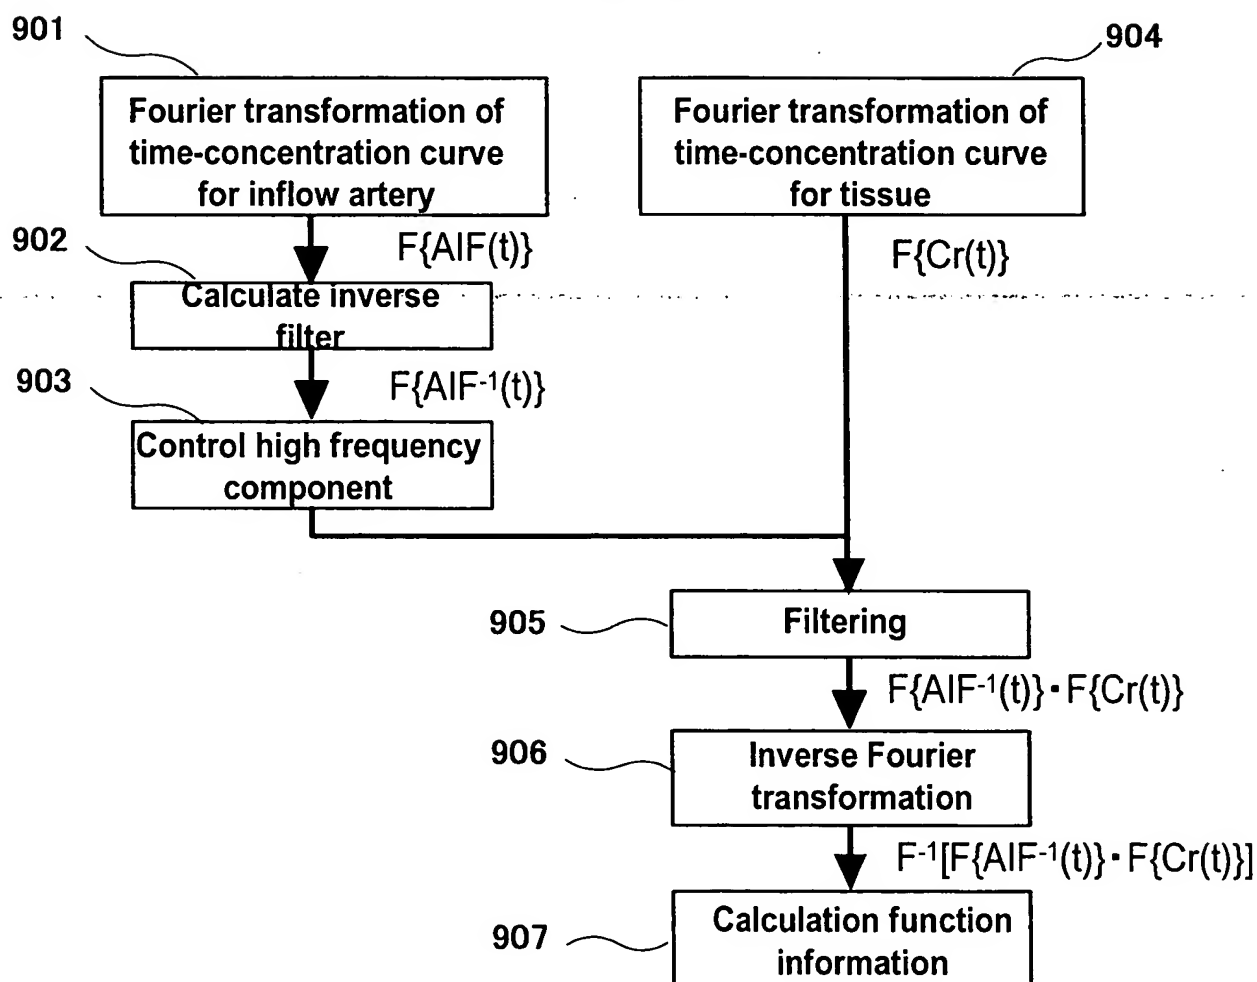 901
904
Fourier transformation of
time-concentration curve
for inflow artery
Fourier transformation of
time-concentration curve
for tissue
902
F{AIF(t)}
F{Cr(t)}
Calculate inverse
filter
903
F{AIF⁻¹(t)}
Control high frequency
component
905
Filtering
F{AIF⁻¹(t)}・F{Cr(t)}
906
Inverse Fourier
transformation
F⁻¹[F{AIF⁻¹(t)}・F{Cr(t)}]
907
Calculation function
information